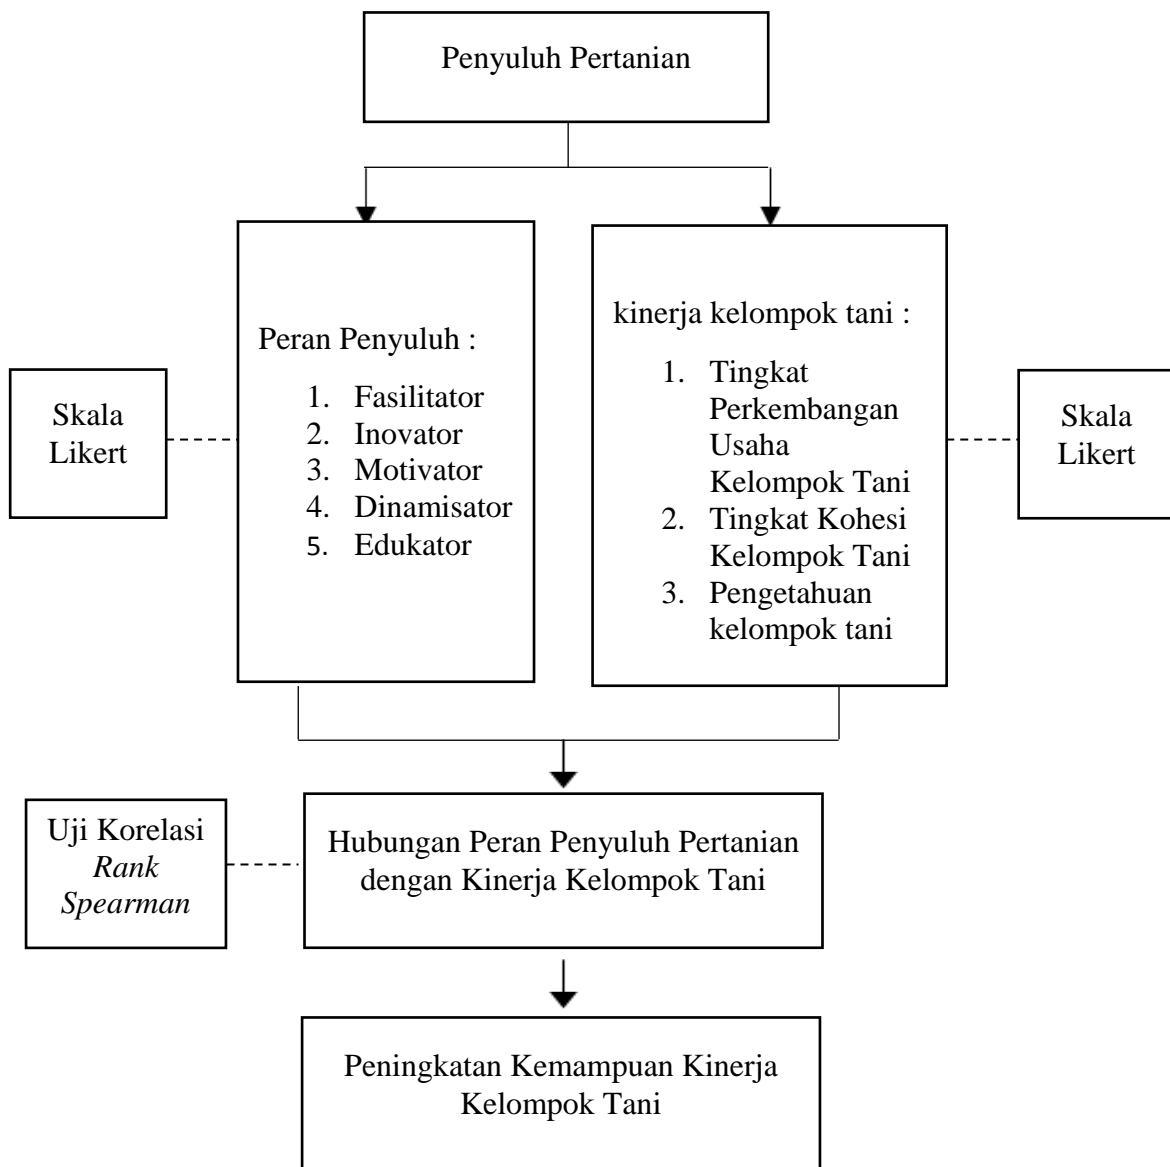 Penyuluh Pertanian
Peran Penyuluh :
1. Fasilitator
2. Inovator
3. Motivator
4. Dinamisator
5. Edukator
kinerja kelompok tani :
1. Tingkat
Perkembangan
Usaha
Kelompok Tani
2. Tingkat Kohesi
Kelompok Tani
3. Pengetahuan
kelompok tani
Skala
Likert
Skala
Likert
Uji Korelasi
Rank
Spearman
Hubungan Peran Penyuluh Pertanian
dengan Kinerja Kelompok Tani
Peningkatan Kemampuan Kinerja
Kelompok Tani